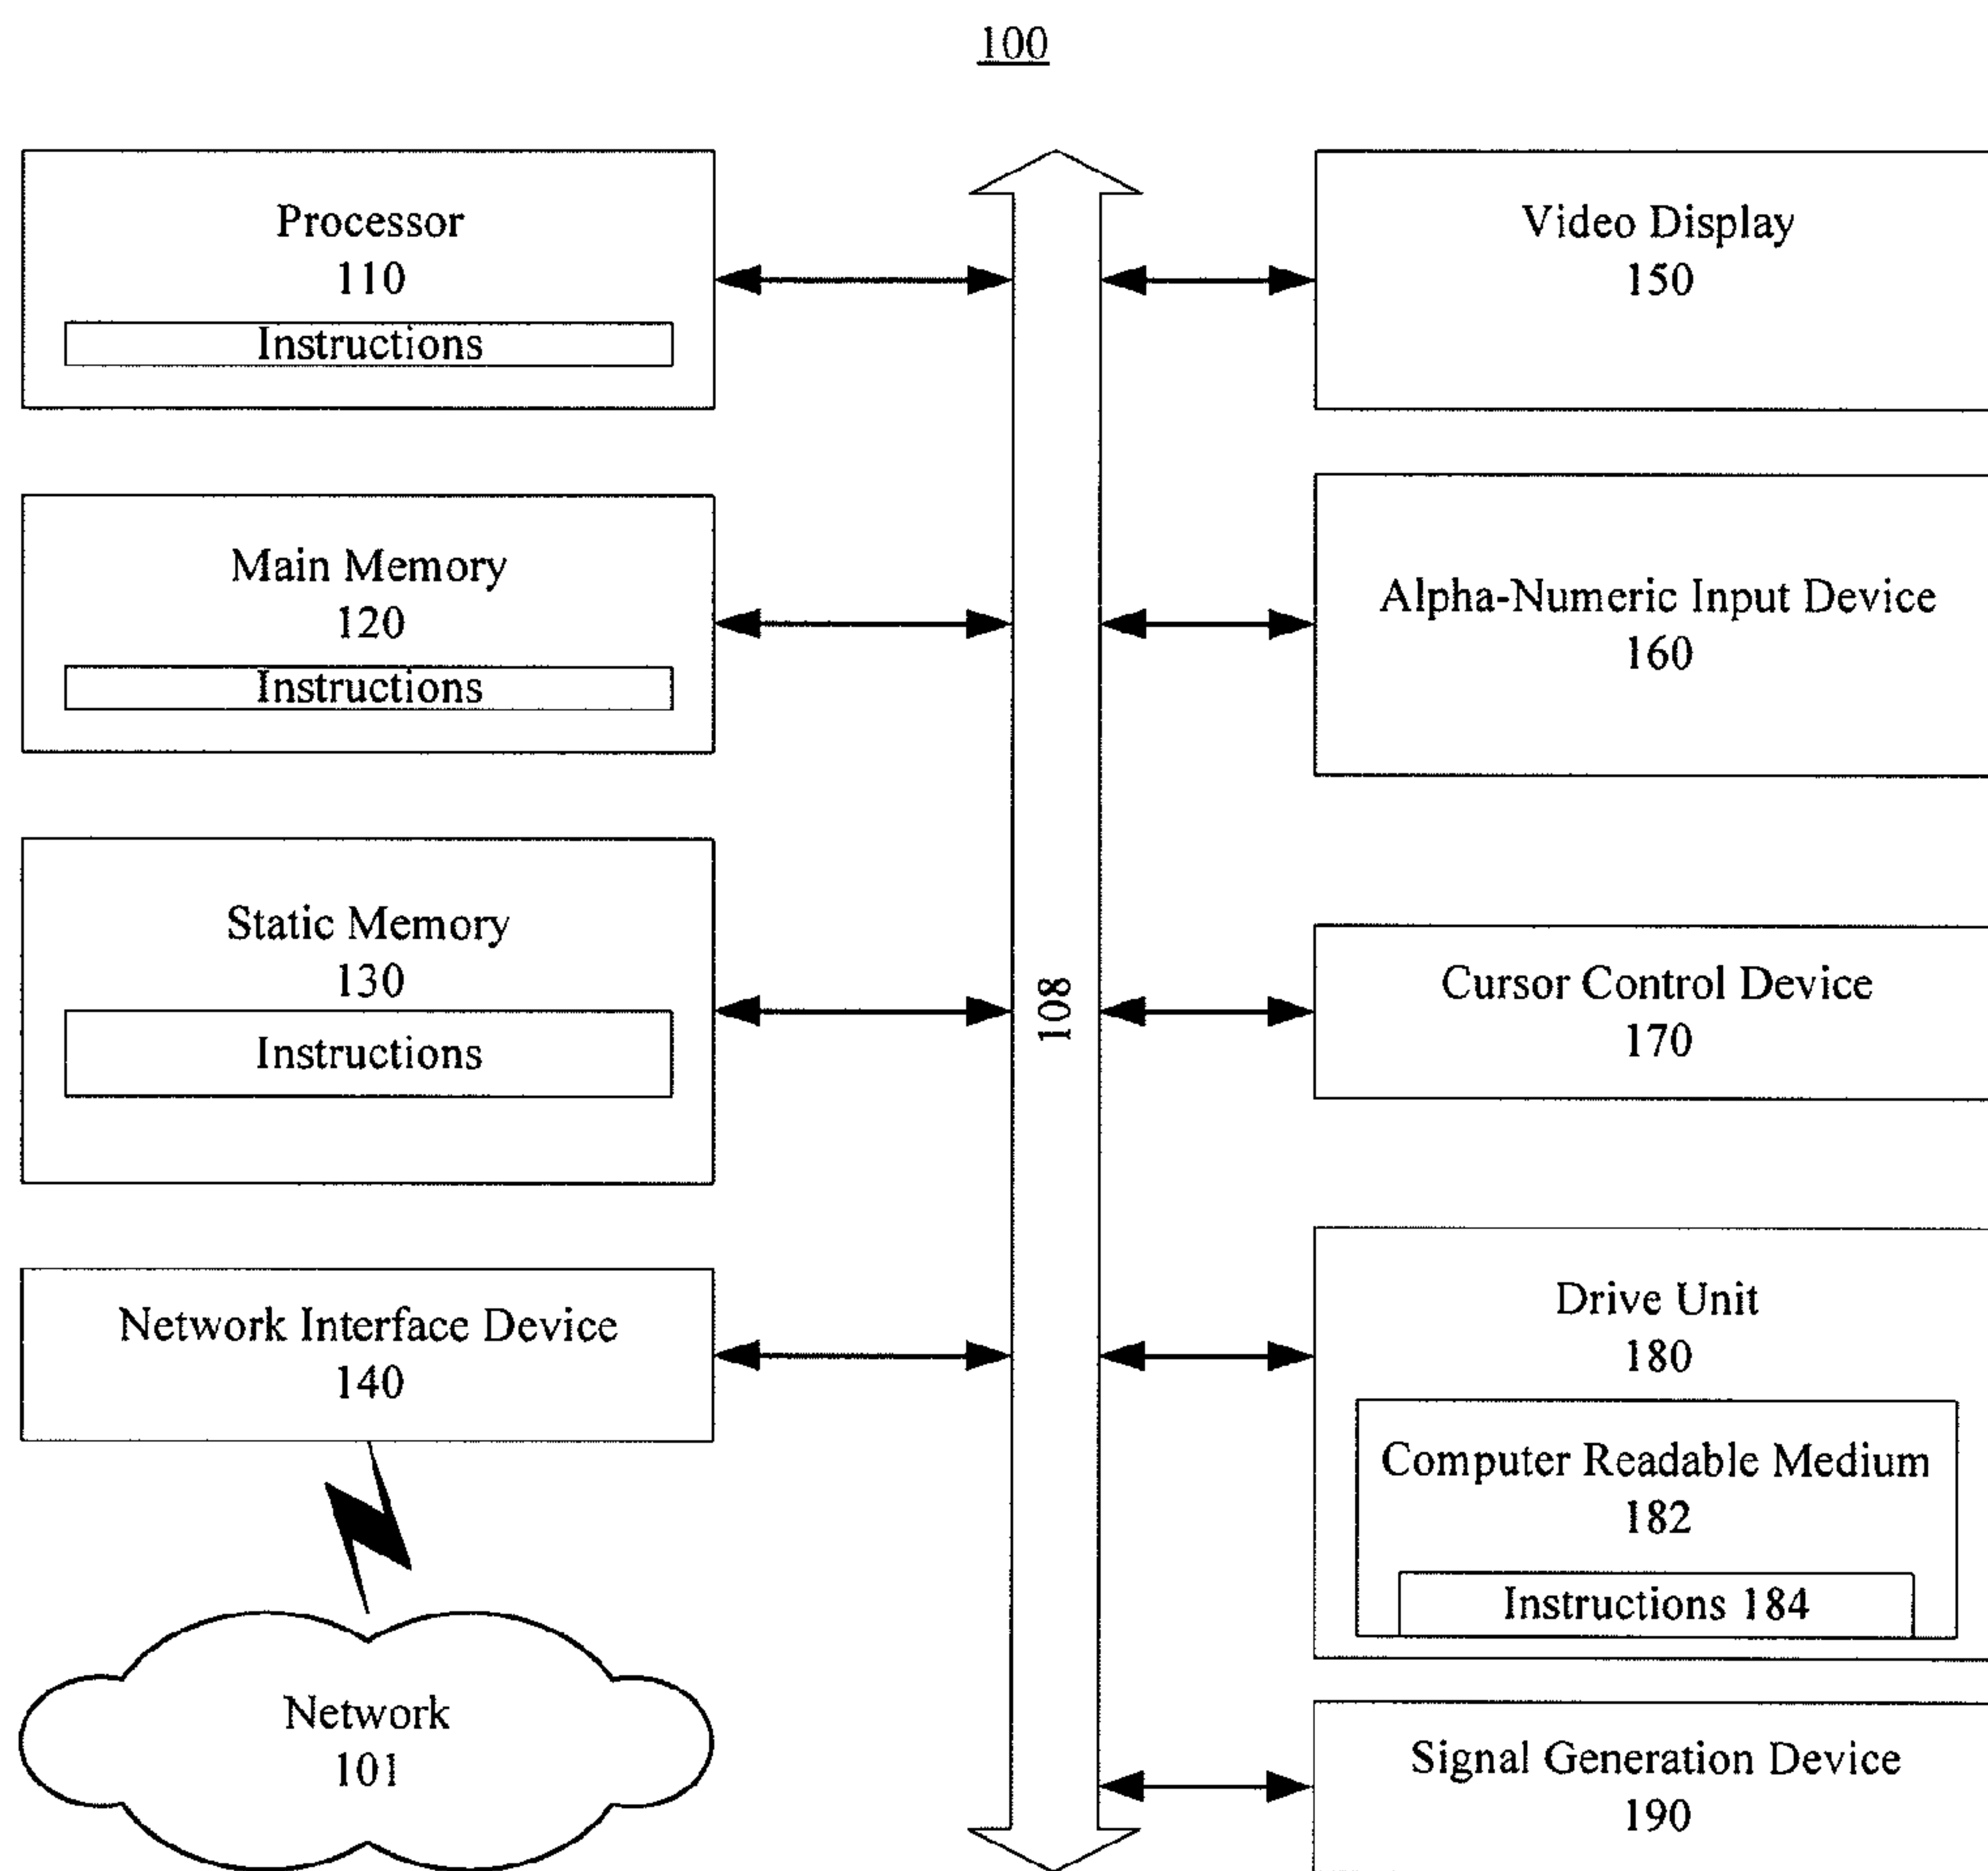 100
Processor
110
Instructions
Main Memory
120
Instructions
Static Memory
130
Instructions
Network Interface Device
140
Network
101
108
Video Display
150
Alpha-Numeric Input Device
160
Cursor Control Device
170
Drive Unit
180
Computer Readable Medium
182
Instructions 184
Signal Generation Device
190